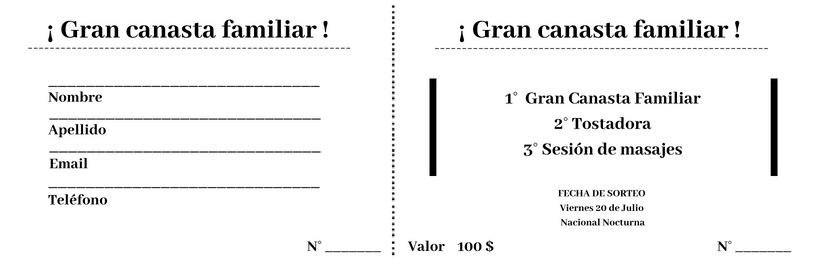 ¡ Gran canasta familiar !
Nombre
Apellido
Email
Teléfono
N° ________
¡ Gran canasta familiar !
1° Gran Canasta Familiar
2° Tostadora
3° Sesión de masajes
FECHA DE SORTEO
Viernes 20 de Julio
Nacional Nocturna
Valor 100 $
N° ________